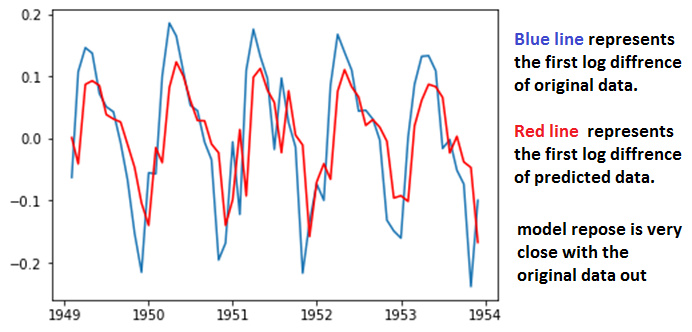 0.2
0.1
0.0
-0.1
-0.2
1949 1950 1951 1952 1953 1954
Blue line represents
the first log diffrence
of original data.
Red line represents
the first log diffrence
of predicted data.
model repose is very
close with the
original data out